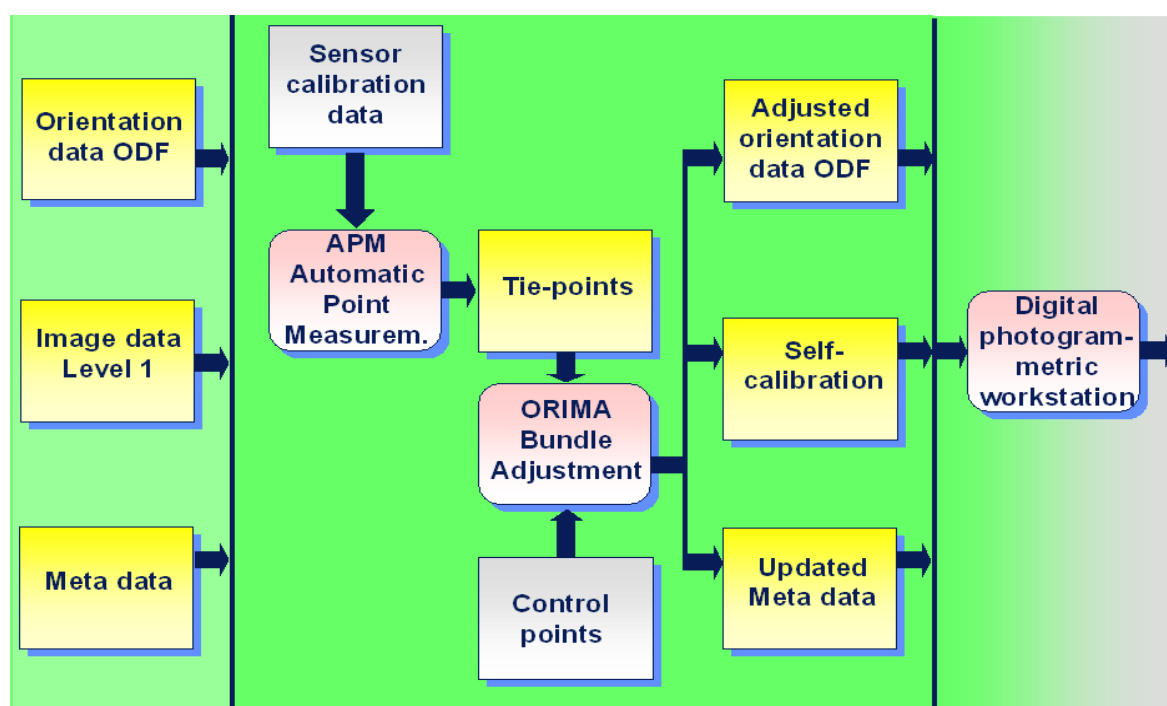 Orientation
data ODF
Image data
Level 1
Meta data
Sensor
calibration
data
APM
Automatic
Point
Measurem.
Tie-points
ORIMA
Bundle
Adjustment
Control
points
Adjusted
orientation
data ODF
Self-
calibration
Updated
Meta data
Digital
photogram-
metric
workstation